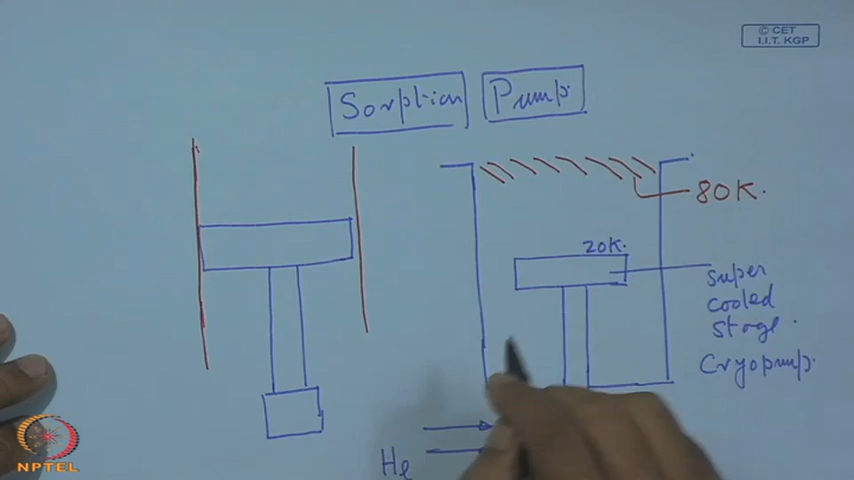 © CET
I.I.T. KGP
Sorption Pump
80K.
20K.
super
cooled
stage.
Cryopump.
He
NPTEL